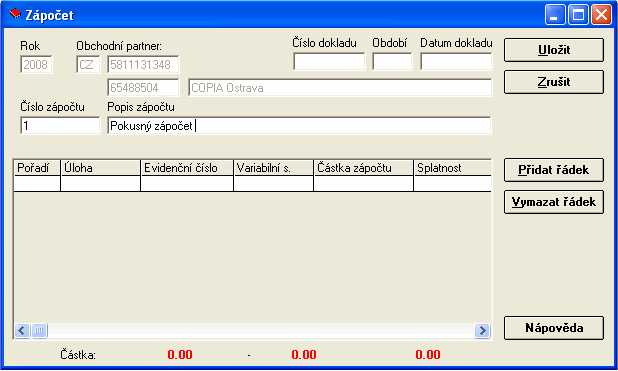 Zápočet
Rok Obchodní partner: Číslo dokladu Období Datum dokladu Uložit
2008 CZ 5811131348
65488504 COPIA Ostrava Zrušit
Číslo zápočtu Popis zápočtu
1 Pokusný zápočet
Pořadí Úloha Evidenční číslo Variabilní s. Částka zápočtu Splatnost Přidat řádek
Vymazat řádek
Nápověda
Částka: 0.00 - 0.00 0.00